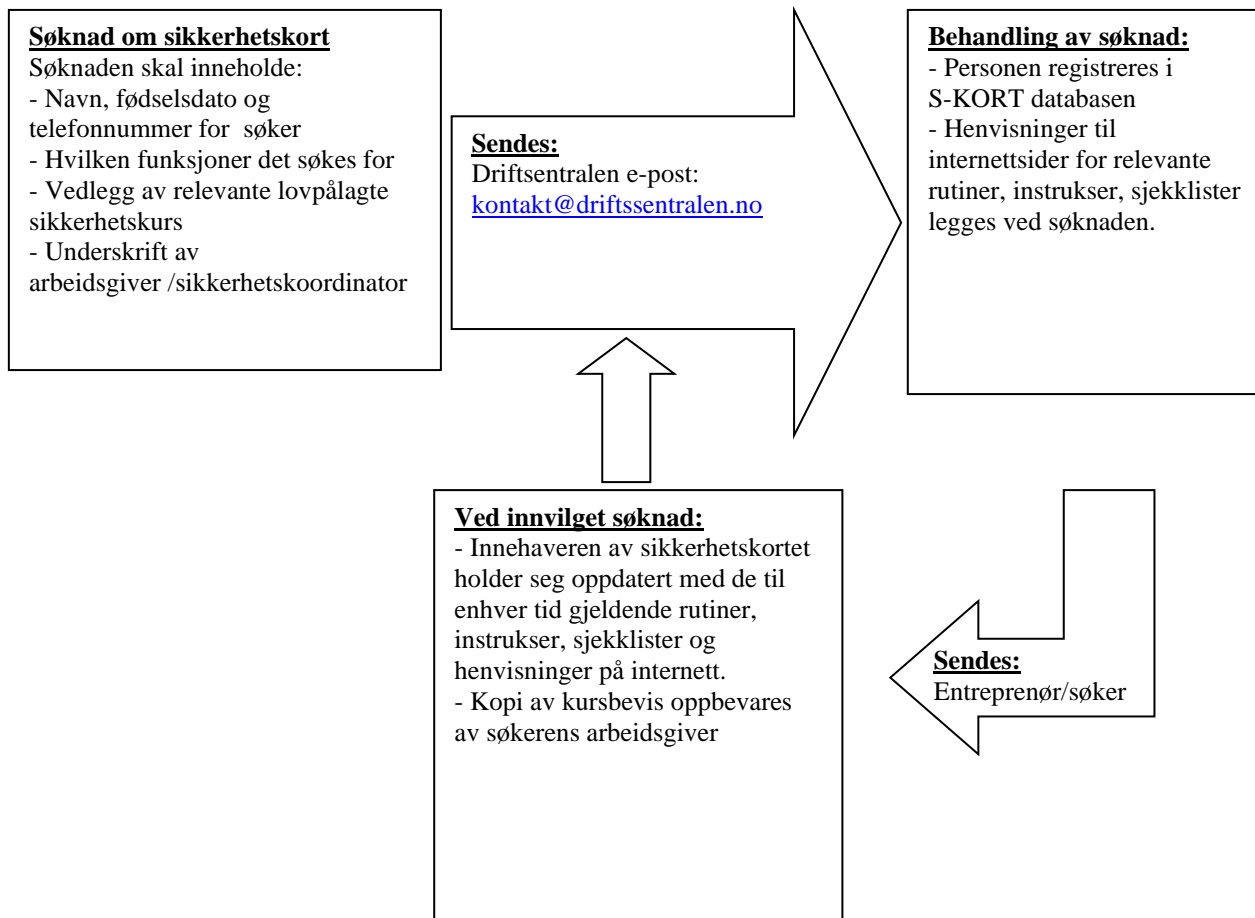 Søknad om sikkerhetskort
Søknaden skal inneholde:
- Navn, fødselsdato og
telefonnummer for  søker
- Hvilken funksjoner det søkes for
- Vedlegg av relevante lovpålagte
sikkerhetskurs
- Underskrift av
arbeidsgiver /sikkerhetskoordinator
Sendes:
Driftsentralen e-post:
kontakt@driftssentralen.no
Behandling av søknad:
- Personen registreres i
S-KORT databasen
- Henvisninger til
internettsider for relevante
rutiner, instrukser, sjekklister
legges ved søknaden.
Ved innvilget søknad:
- Innehaveren av sikkerhetskortet
holder seg oppdatert med de til
enhver tid gjeldende rutiner,
instrukser, sjekklister og
henvisninger på internett.
- Kopi av kursbevis oppbevares
av søkerens arbeidsgiver
Sendes:
Entreprenør/søker